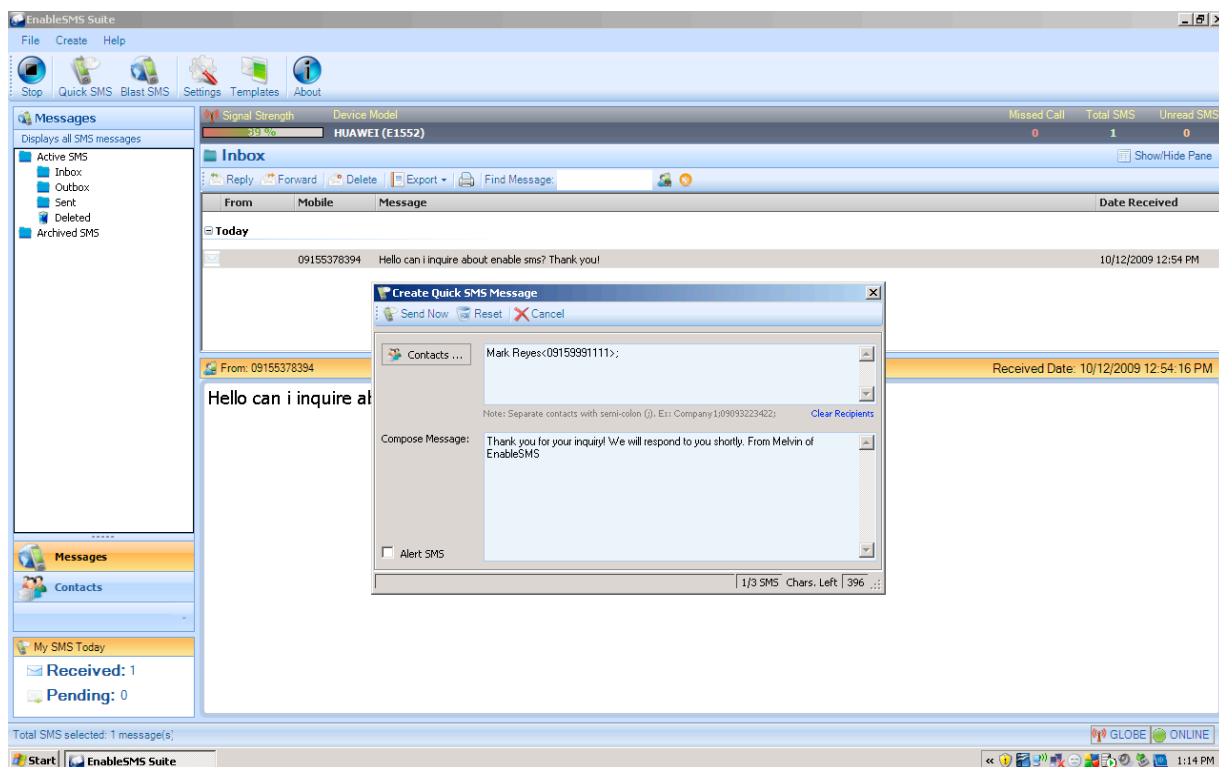 EnableSMS Suite
File Create Help
Stop Quick SMS Blast SMS Settings Templates About
Messages
Displays all SMS messages
Active SMS
Inbox
Outbox
Sent
Deleted
Archived SMS
Messages
Contacts
My SMS Today
Received: 1
Pending: 0
Signal Strength Device Model Missed Call Total SMS Unread SMS
39 % HUAWEI (E1552) 0 1 0
Inbox Show/Hide Pane
Reply Forward Delete Export Find Message:
From Mobile Message Date Received
Today
09155378394 Hello can i inquire about enable sms? Thank you! 10/12/2009 12:54 PM
From: 09155378394 Received Date: 10/12/2009 12:54:16 PM
Hello can i inquire
Create Quick SMS Message
Send Now Reset Cancel
Contacts ... Mark Reyes<09159991111>;
Note: Separate contacts with semi-colon (;). Ex: Company1;09093223422; Clear Recipients
Compose Message: Thank you for your inquiry! We will respond to you shortly. From Melvin of
EnableSMS
Alert SMS
1/3 SMS Chars. Left 396
Total SMS selected: 1 message(s) GLOBE ONLINE
Start EnableSMS Suite « 1:14 PM